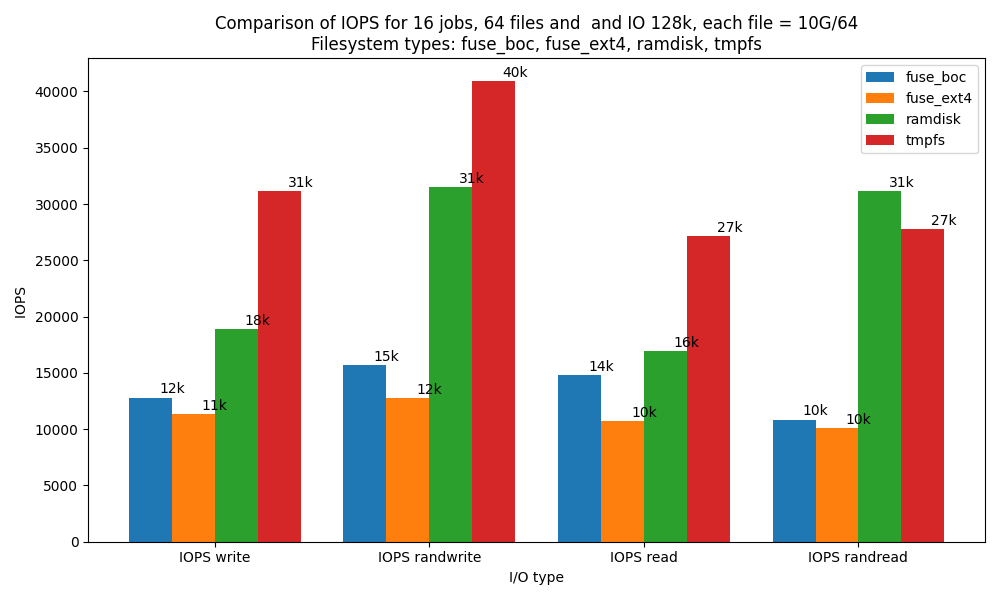 Comparison of IOPS for 16 jobs, 64 files and  and IO 128k, each file = 10G/64
Filesystem types: fuse_boc, fuse_ext4, ramdisk, tmpfs
fuse_boc
fuse_ext4
ramdisk
tmpfs
IOPS
40000
35000
30000
25000
20000
15000
10000
5000
0
12k
11k
18k
31k
15k
12k
31k
40k
14k
10k
16k
27k
10k
10k
31k
27k
IOPS write
IOPS randwrite
IOPS read
IOPS randread
I/O type